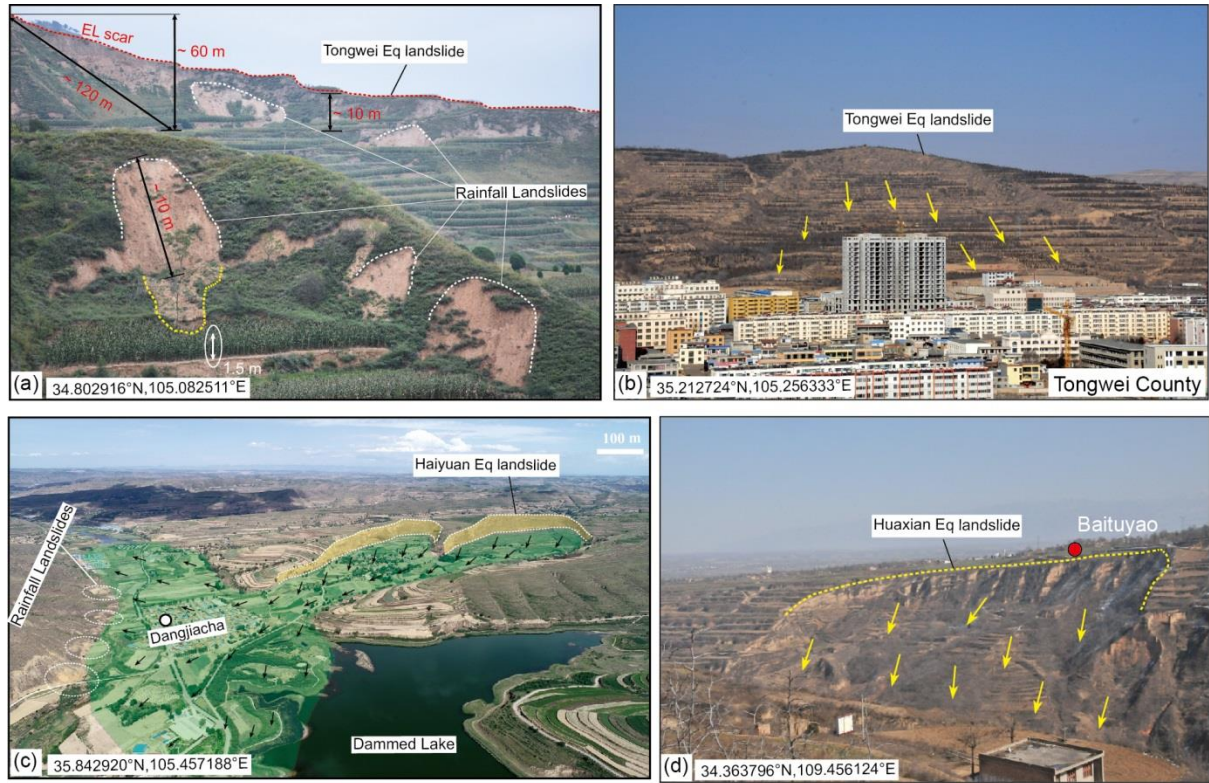 EL scar
~ 60 m
Tongwei Eq landslide
~ 120 m
~ 10 m
Rainfall Landslides
~10 m
1.5 m
(a) 34.802916°N,105.082511°E
Tongwei Eq landslide
(b) 35.212724°N,105.256333°E
Tongwei County
100 m
Haiyuan Eq landslide
Rainfall Landslides
Dangjiacha
Dammed Lake
(c) 35.842920°N,105.457188°E
Huaxian Eq landslide
Baituyao
(d) 34.363796°N,109.456124°E